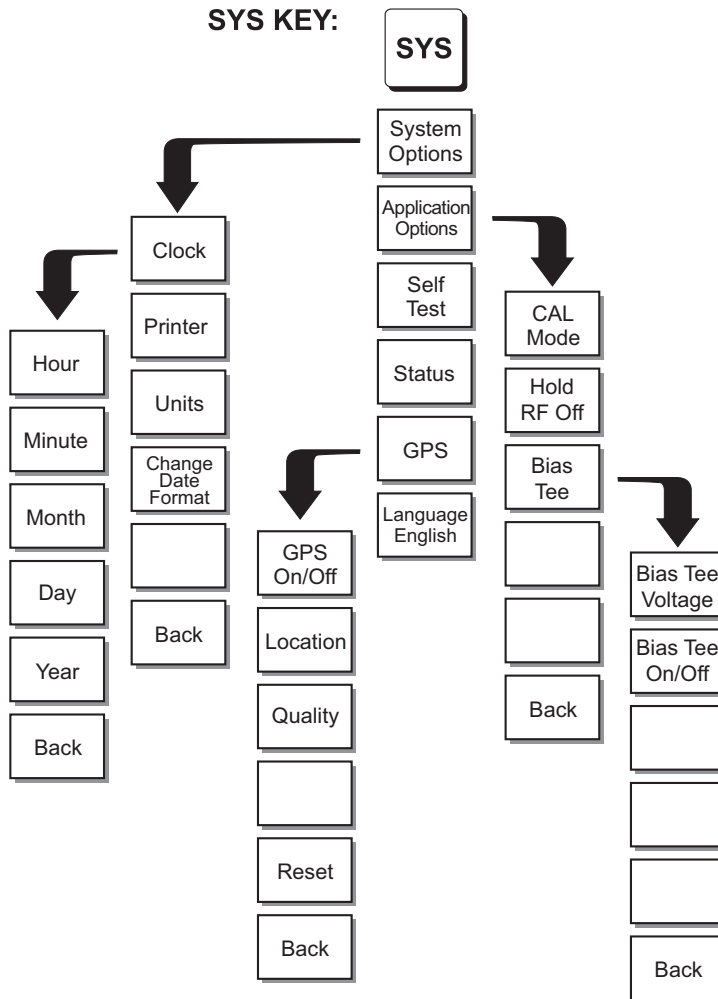 SYS KEY:
SYS
System
Options
Application
Options
Self
Test
Status
GPS
Language
English
Clock
Printer
Units
Change
Date
Format
Back
Hour
Minute
Month
Day
Year
Back
GPS
On/Off
Location
Quality
Reset
Back
CAL
Mode
Hold
RF Off
Bias
Tee
Back
Bias Tee
Voltage
Bias Tee
On/Off
Back